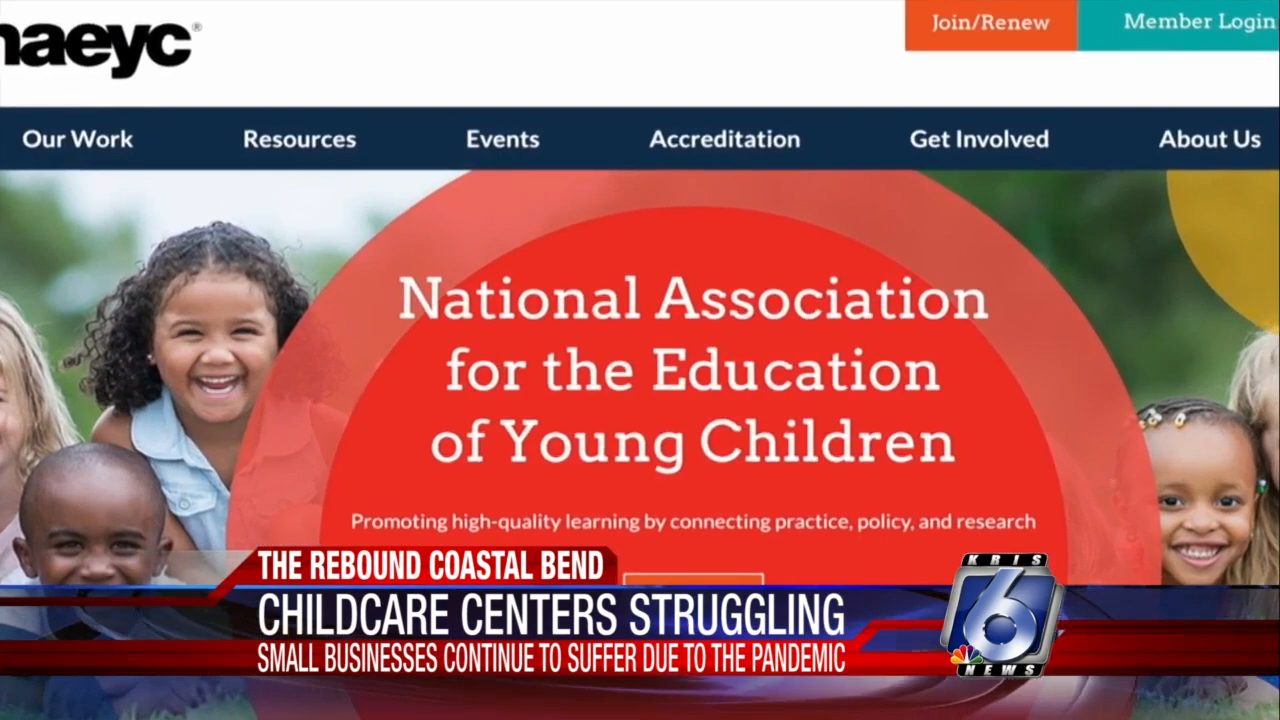 naeyc®
Join/Renew
Member Login
Our Work
Resources
Events
Accreditation
Get Involved
About Us
National Association
for the Education
of Young Children
Promoting high-quality learning by connecting practice, policy, and research
THE REBOUND COASTAL BEND
CHILDCARE CENTERS STRUGGLING
SMALL BUSINESSES CONTINUE TO SUFFER DUE TO THE PANDEMIC
KRIS
6
NEWS